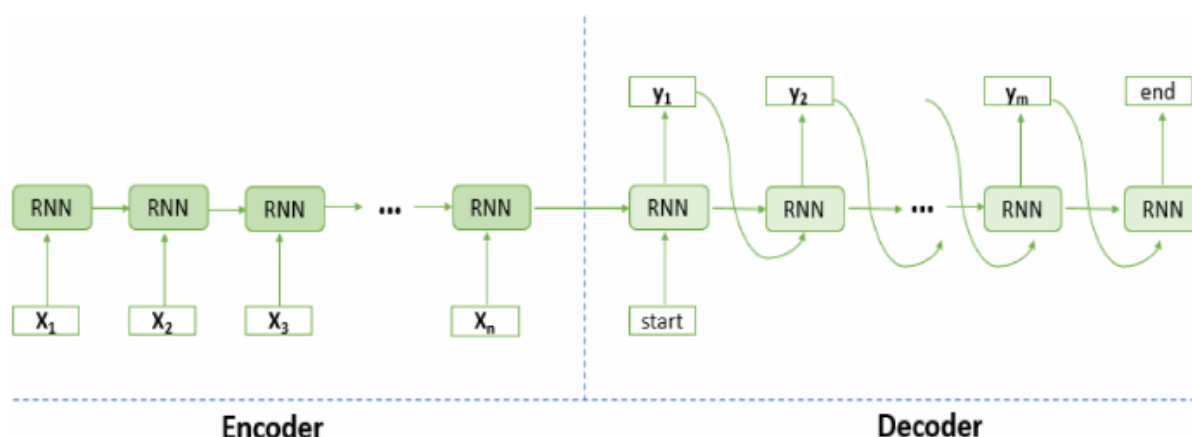 y₁ y₂ yₘ end
RNN RNN RNN ... RNN RNN RNN ... RNN RNN
X₁ X₂ X₃ Xₙ start
Encoder Decoder